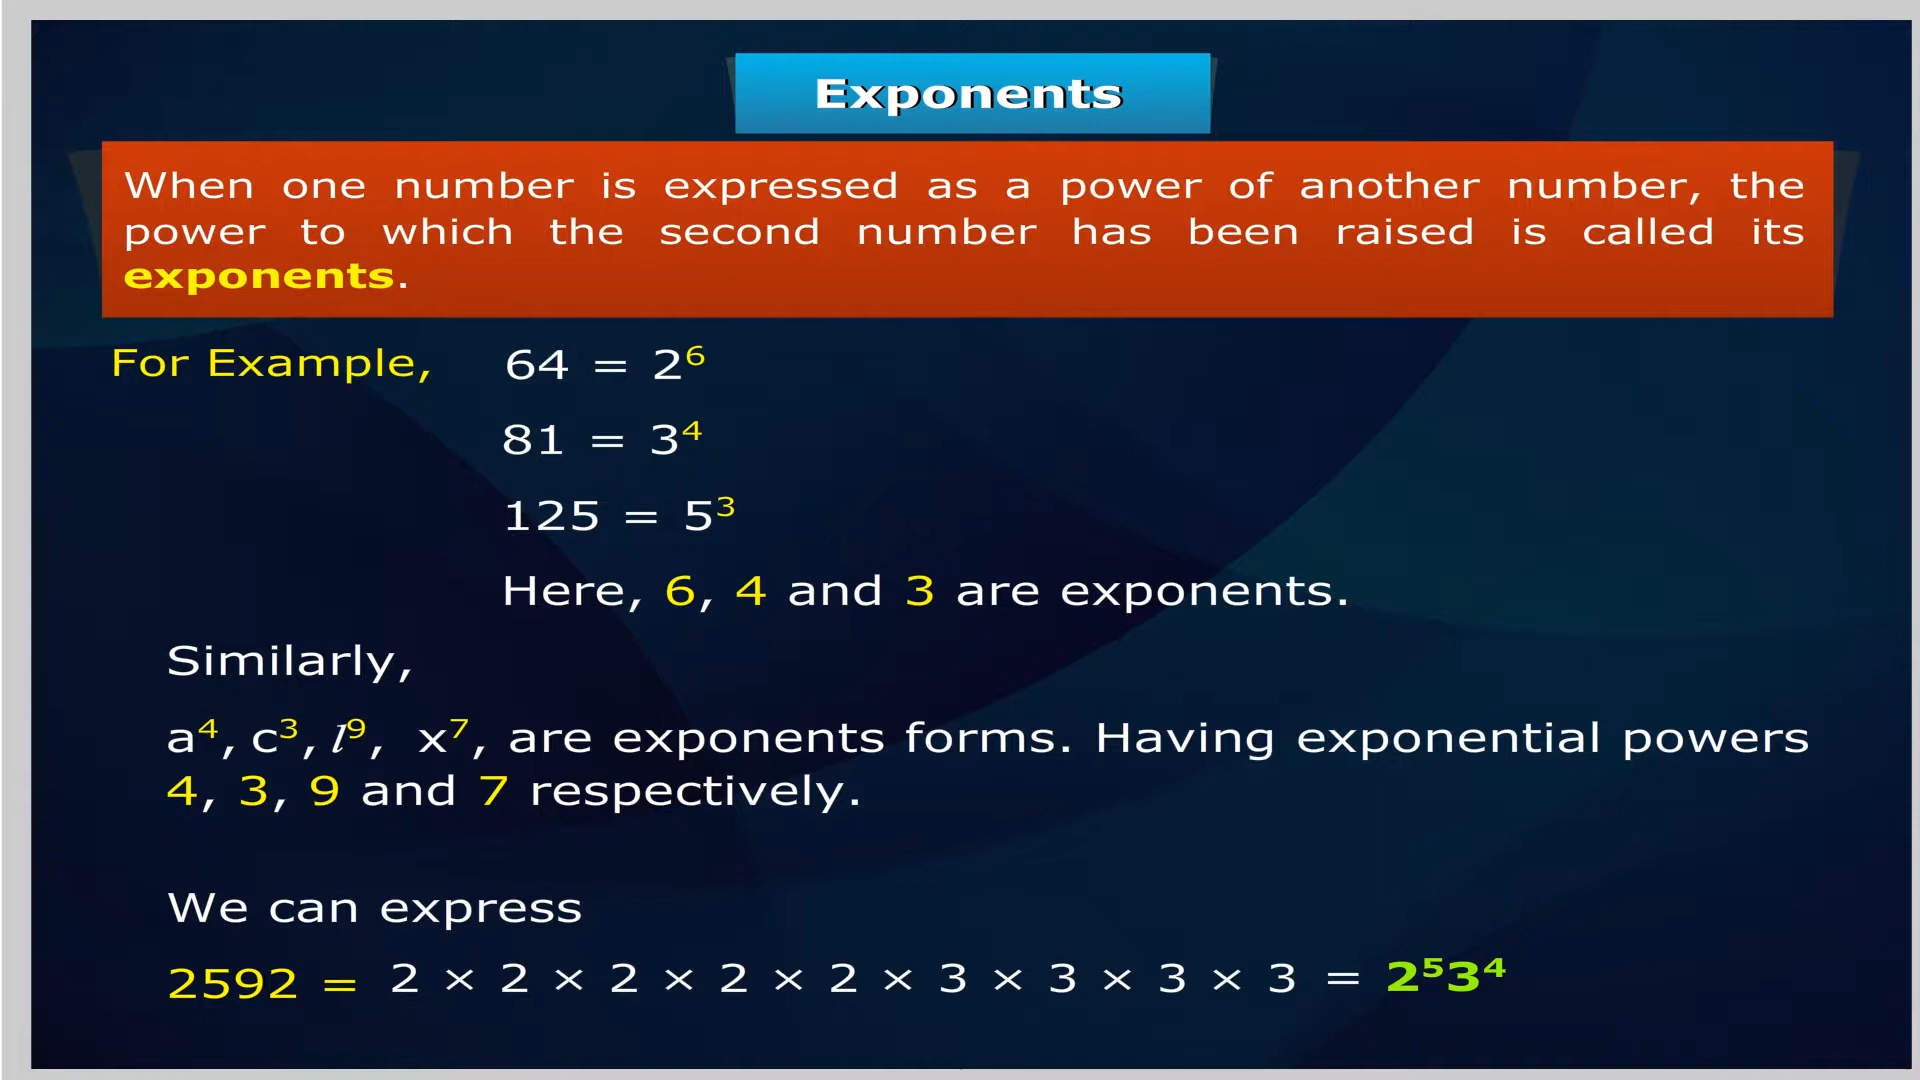 Exponents
When one number is expressed as a power of another number, the
power to which the second number has been raised is called its
exponents.
For Example, 64 = 2⁶
81 = 3⁴
125 = 5³
Here, 6, 4 and 3 are exponents.
Similarly,
a⁴, c³, l⁹, x⁷, are exponents forms. Having exponential powers
4, 3, 9 and 7 respectively.
We can express
2592 = 2 × 2 × 2 × 2 × 2 × 3 × 3 × 3 × 3 = 2⁵3⁴